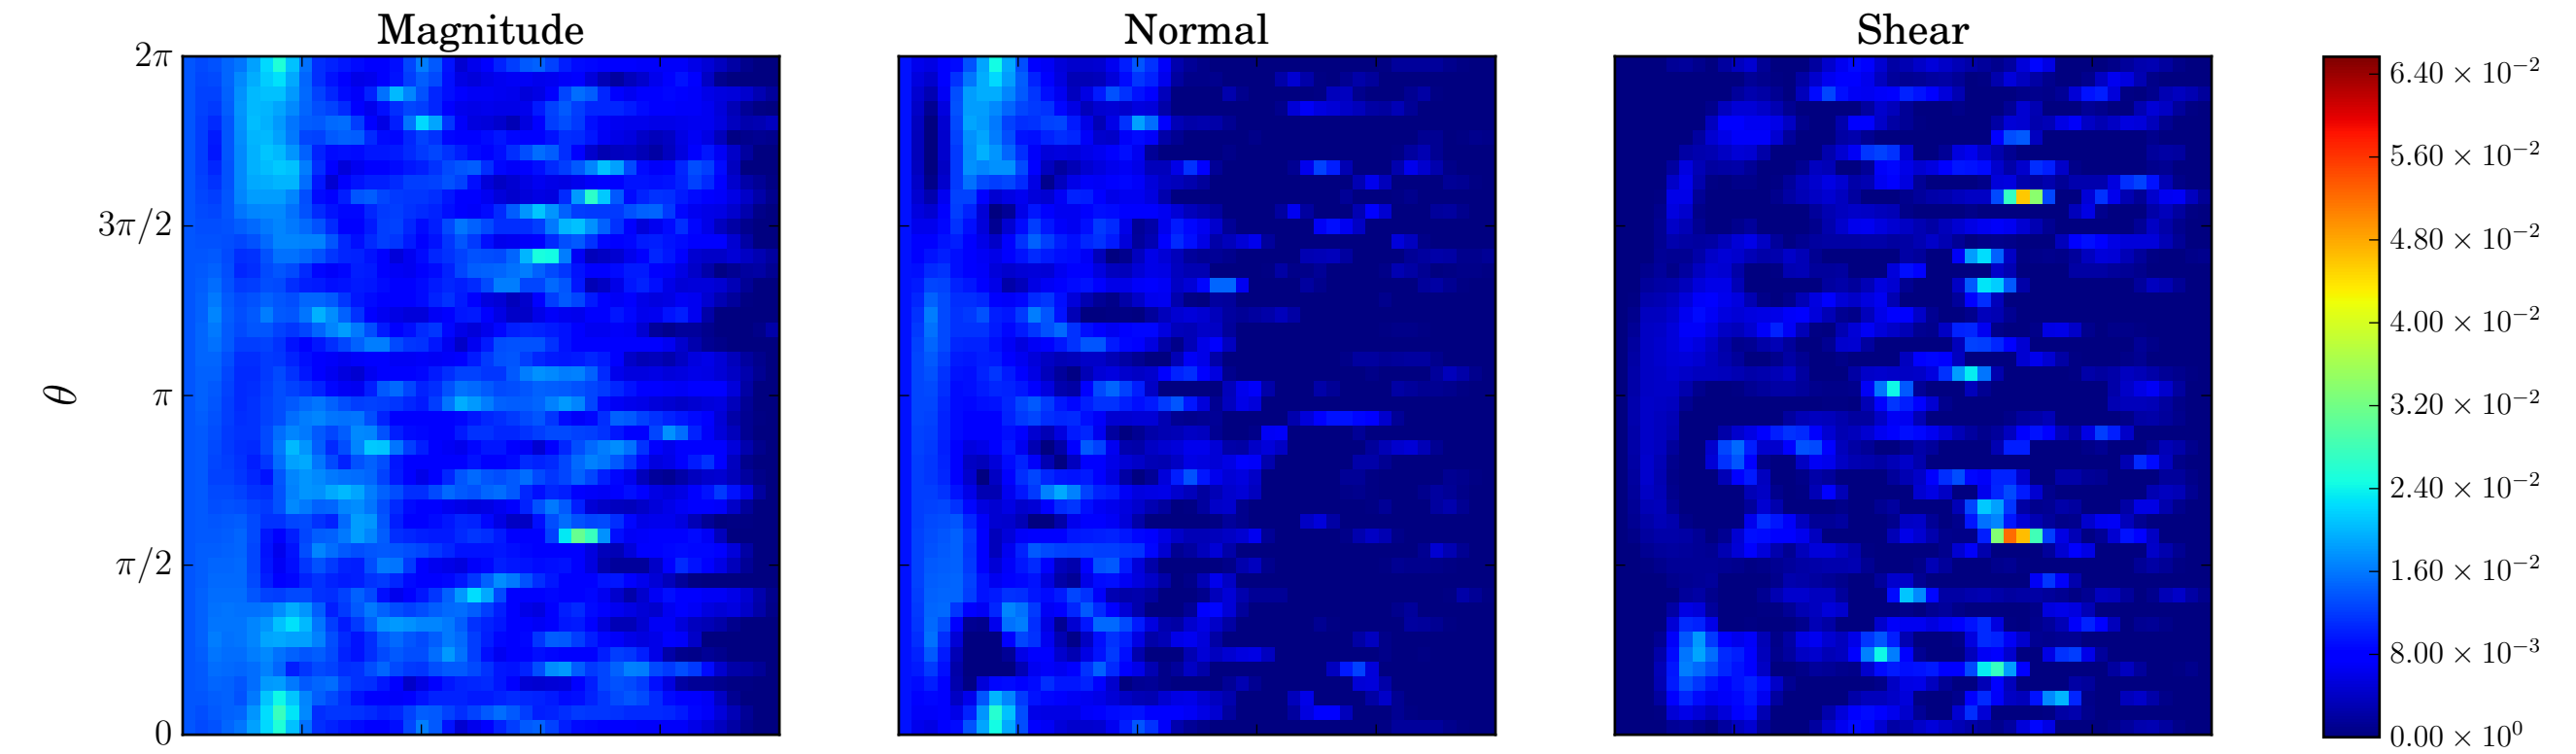 Magnitude
Normal
Shear
2π
3π/2
π
π/2
0
θ
6.40 × 10⁻²
5.60 × 10⁻²
4.80 × 10⁻²
4.00 × 10⁻²
3.20 × 10⁻²
2.40 × 10⁻²
1.60 × 10⁻²
8.00 × 10⁻³
0.00 × 10⁰